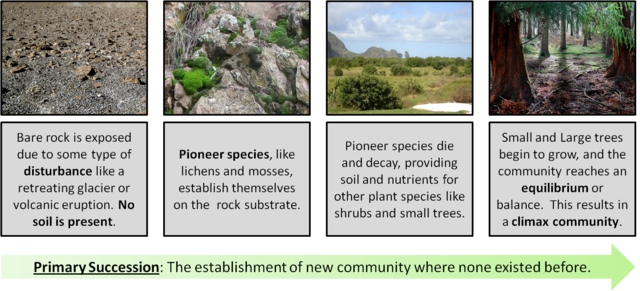 Bare rock is exposed
due to some type of
disturbance like a
retreating glacier or
volcanic eruption. No
soil is present.
Pioneer species, like
lichens and mosses,
establish themselves
on the rock substrate.
Pioneer species die
and decay, providing
soil and nutrients for
other plant species like
shrubs and small trees.
Small and Large trees
begin to grow, and the
community reaches an
equilibrium or
balance. This results in
a climax community.
Primary Succession: The establishment of new community where none existed before.